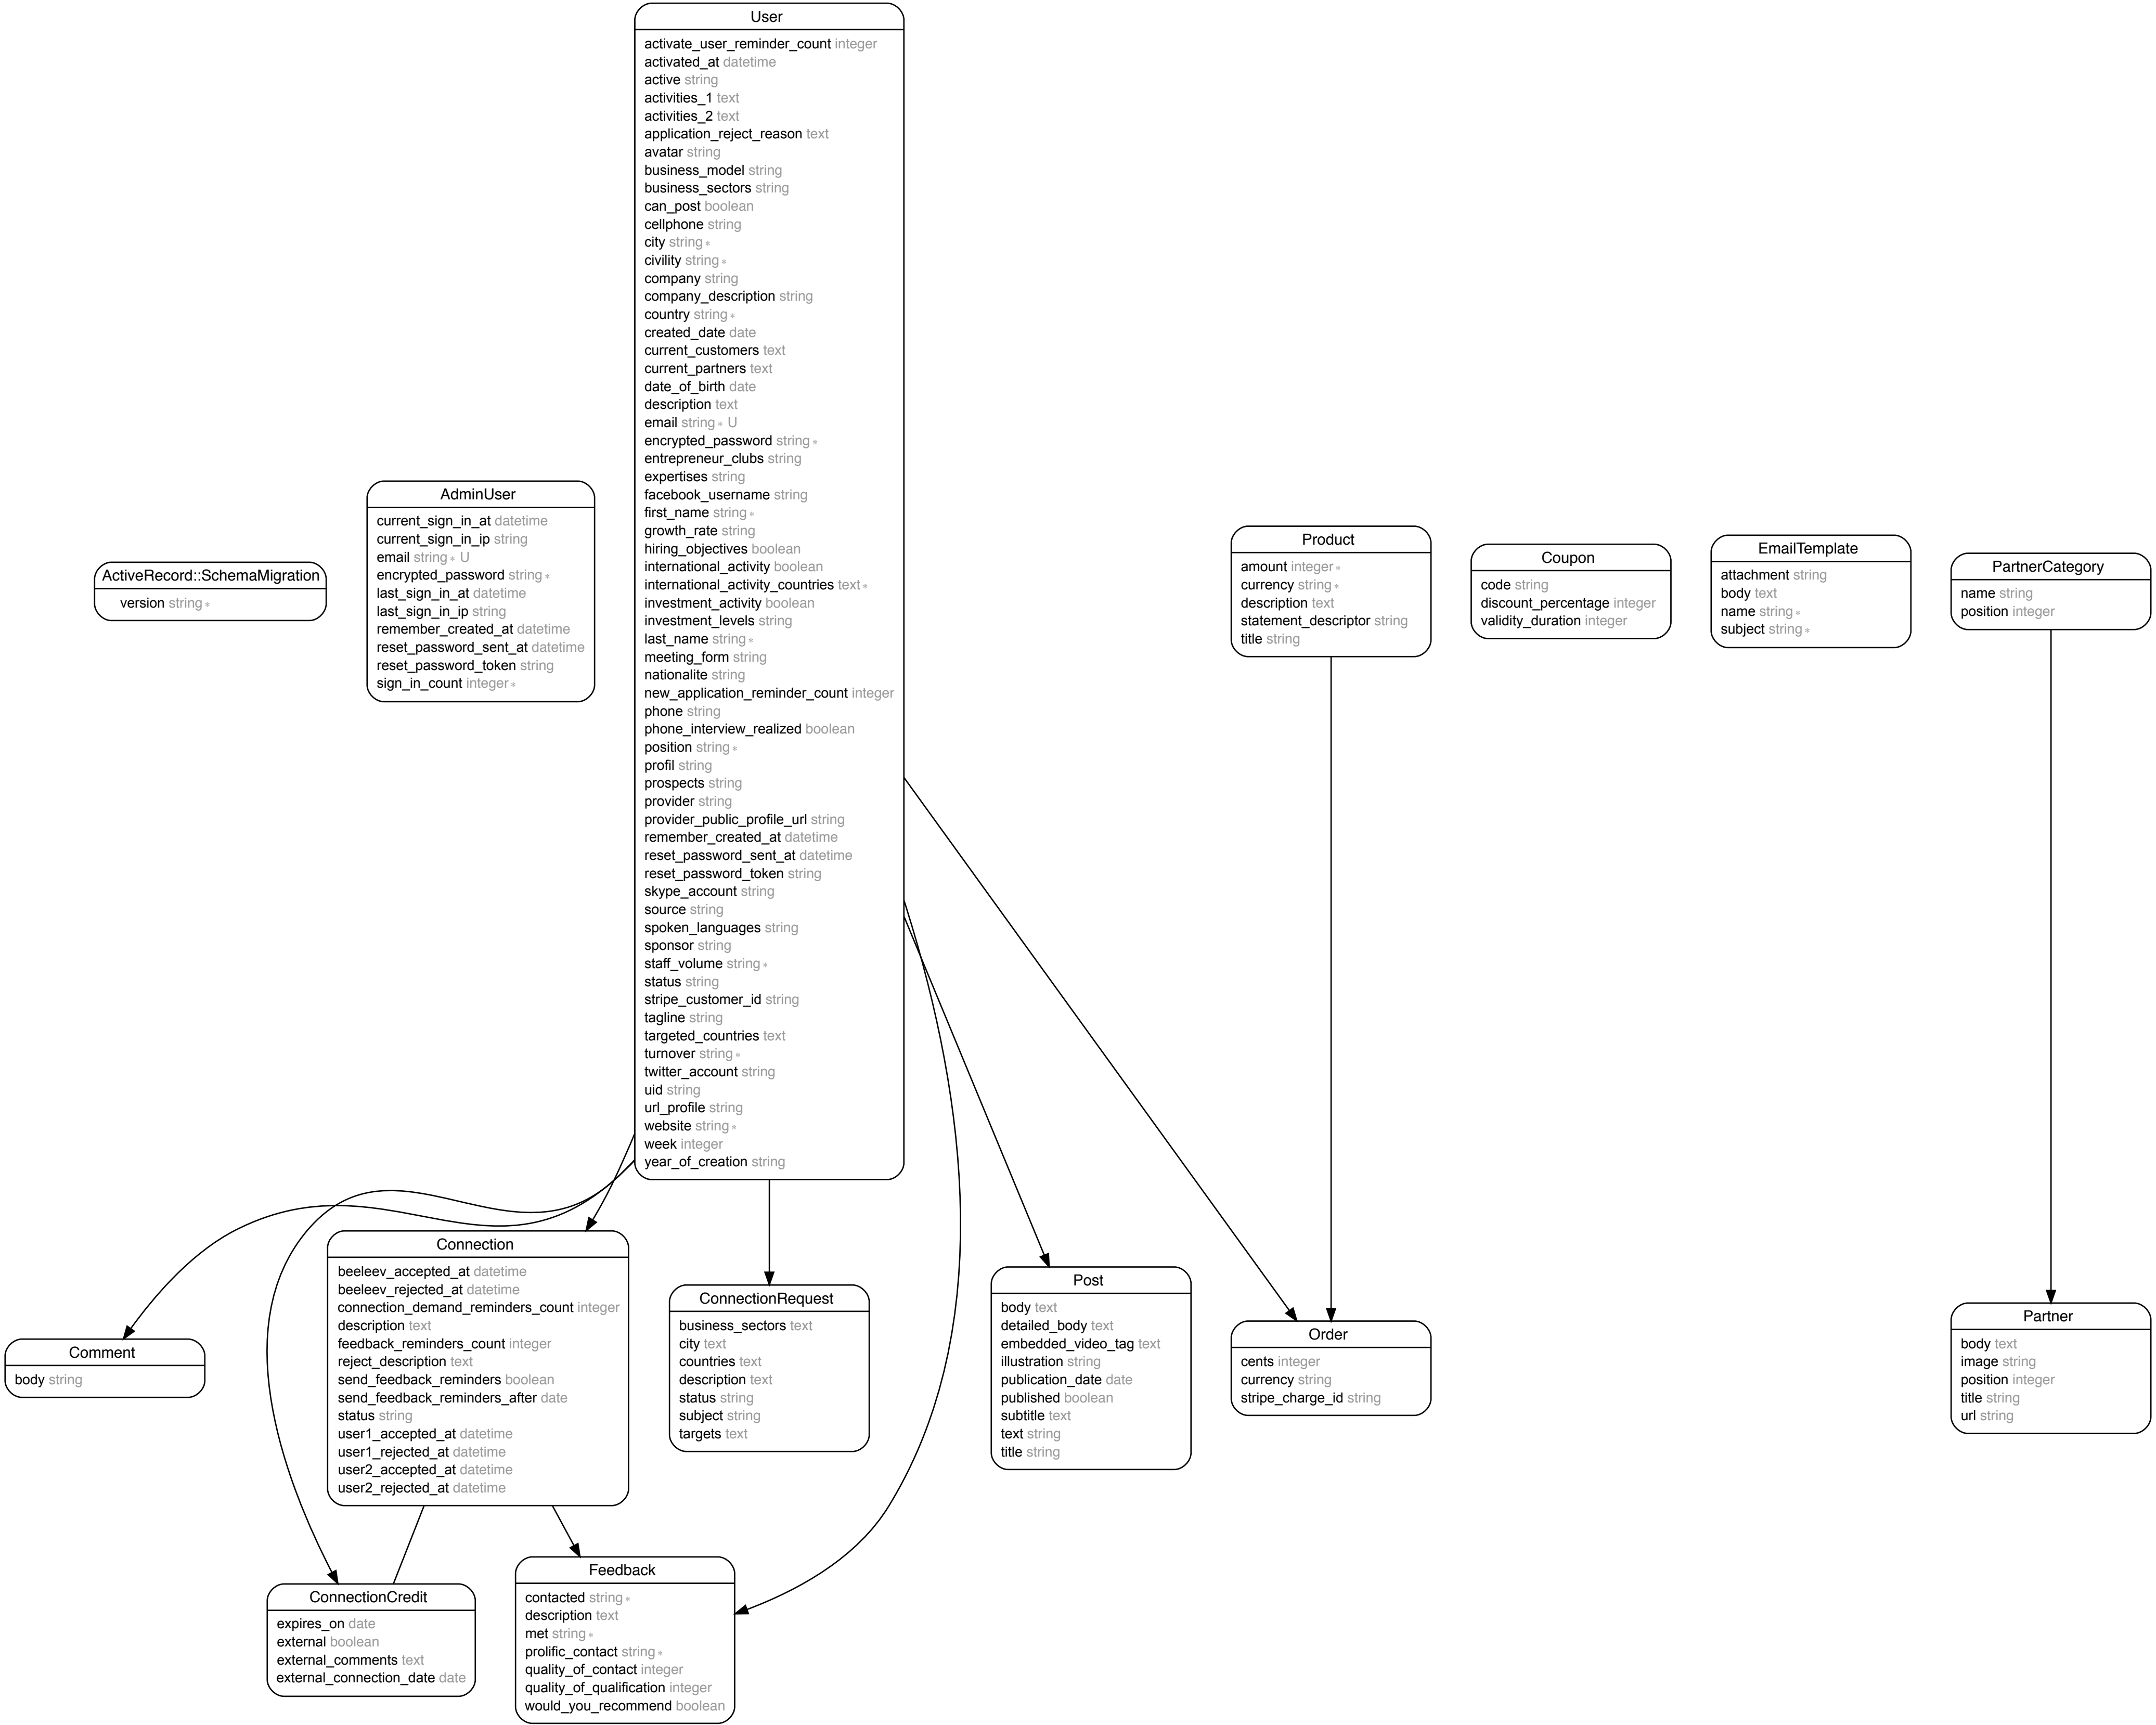 User
activate_user_reminder_count integer
activated_at datetime
active string
activities_1 text
activities_2 text
application_reject_reason text
avatar string
business_model string
business_sectors string
can_post boolean
cellphone string
city string *
civility string *
company string
company_description string
country string *
created_date date
current_customers text
current_partners text
date_of_birth date
description text
email string * U
encrypted_password string *
entrepreneur_clubs string
expertises string
facebook_username string
first_name string *
growth_rate string
hiring_objectives boolean
international_activity boolean
international_activity_countries text *
investment_activity boolean
investment_levels string
last_name string *
meeting_form string
nationalite string
new_application_reminder_count integer
phone string
phone_interview_realized boolean
position string *
profil string
prospects string
provider string
provider_public_profile_url string
remember_created_at datetime
reset_password_sent_at datetime
reset_password_token string
skype_account string
source string
spoken_languages string
sponsor string
staff_volume string *
status string
stripe_customer_id string
tagline string
targeted_countries text
turnover string *
twitter_account string
uid string
url_profile string
website string *
week integer
year_of_creation string
ActiveRecord::SchemaMigration
version string *
AdminUser
current_sign_in_at datetime
current_sign_in_ip string
email string * U
encrypted_password string *
last_sign_in_at datetime
last_sign_in_ip string
remember_created_at datetime
reset_password_sent_at datetime
reset_password_token string
sign_in_count integer *
Product
amount integer *
currency string *
description text
statement_descriptor string
title string
Coupon
code string
discount_percentage integer
validity_duration integer
EmailTemplate
attachment string
body text
name string *
subject string *
PartnerCategory
name string
position integer
Comment
body string
Connection
beeleev_accepted_at datetime
beeleev_rejected_at datetime
connection_demand_reminders_count integer
description text
feedback_reminders_count integer
reject_description text
send_feedback_reminders boolean
send_feedback_reminders_after date
status string
user1_accepted_at datetime
user1_rejected_at datetime
user2_accepted_at datetime
user2_rejected_at datetime
ConnectionRequest
business_sectors text
city text
countries text
description text
status string
subject string
targets text
Post
body text
detailed_body text
embedded_video_tag text
illustration string
publication_date date
published boolean
subtitle text
text string
title string
Order
cents integer
currency string
stripe_charge_id string
Partner
body text
image string
position integer
title string
url string
ConnectionCredit
expires_on date
external boolean
external_comments text
external_connection_date date
Feedback
contacted string *
description text
met string *
prolific_contact string *
quality_of_contact integer
quality_of_qualification integer
would_you_recommend boolean